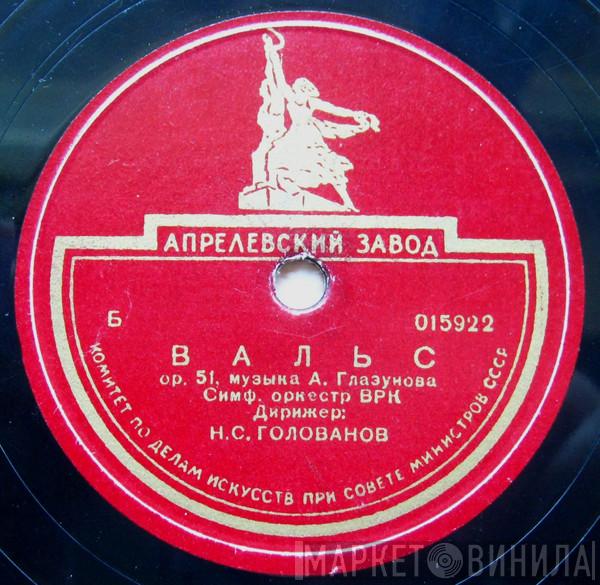 АПРЕЛЕВСКИЙ ЗАВОД
Б 015922
ВАЛЬС
ор. 51, музыка А. Глазунова
Симф. оркестр ВРК
Дирижер:
Н.С. ГОЛОВАНОВ
КОМИТЕТ ПО ДЕЛАМ ИСКУССТВ ПРИ СОВЕТЕ МИНИСТРОВ СССР
МАРКЕТ ВИНИЛА